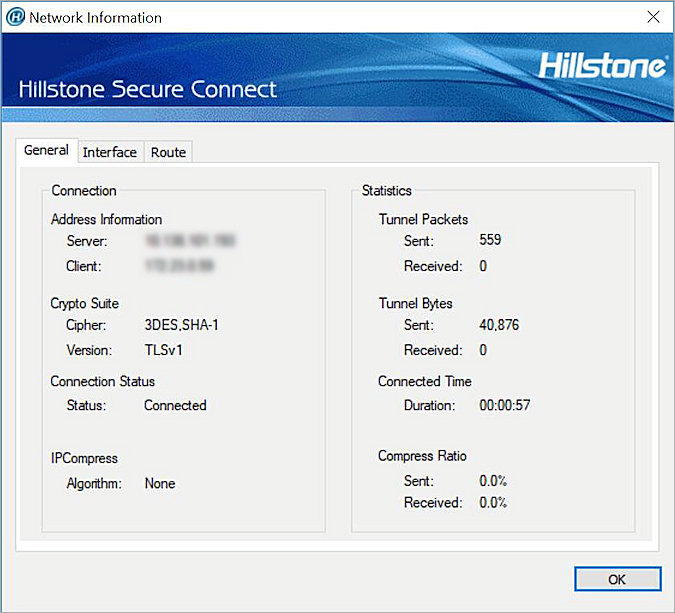 Network Information
Hillstone
Hillstone Secure Connect
General Interface Route
Connection
Address Information
Server:
Client:
Crypto Suite
Cipher: 3DES,SHA-1
Version: TLSv1
Connection Status
Status: Connected
IPCompress
Algorithm: None
Statistics
Tunnel Packets
Sent: 559
Received: 0
Tunnel Bytes
Sent: 40,876
Received: 0
Connected Time
Duration: 00:00:57
Compress Ratio
Sent: 0.0%
Received: 0.0%
OK